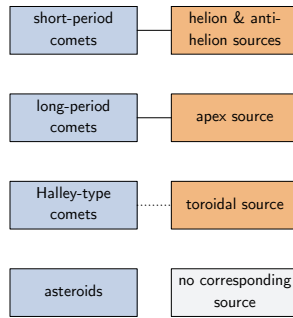 short-period
comets
helion & anti-
helion sources
long-period
comets
apex source
Halley-type
comets
toroidal source
asteroids
no corresponding
source